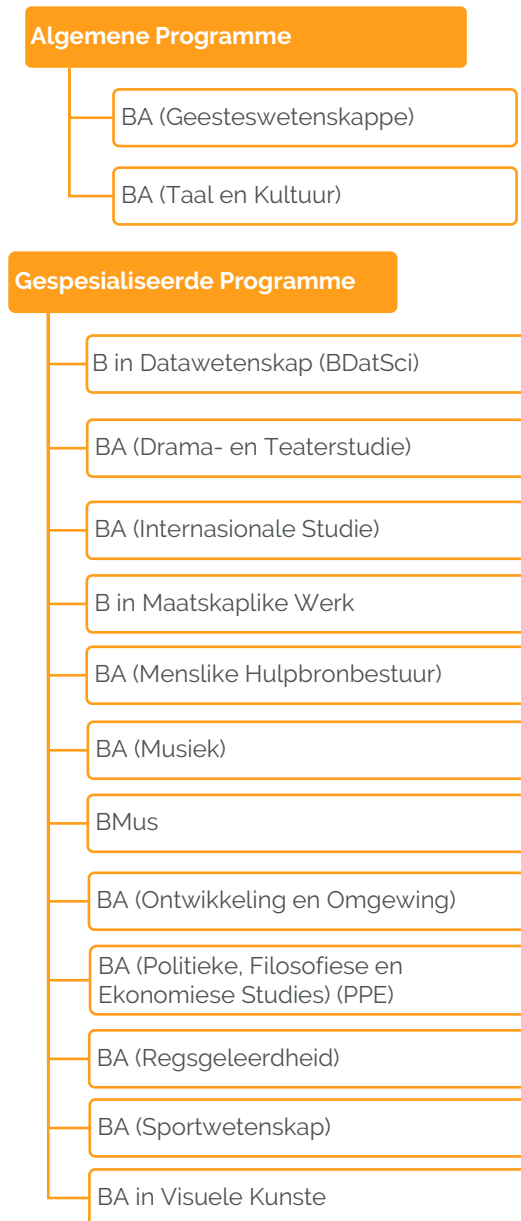 Algemene Programme
BA (Geesteswetenskappe)
BA (Taal en Kultuur)
Gespesialiseerde Programme
B in Datawetenskap (BDatSci)
BA (Drama- en Teaterstudie)
BA (Internasionale Studie)
B in Maatskaplike Werk
BA (Menslike Hulpbronbestuur)
BA (Musiek)
BMus
BA (Ontwikkeling en Omgewing)
BA (Politieke, Filosofiese en
Ekonomiese Studies) (PPE)
BA (Regsgeleerdheid)
BA (Sportwetenskap)
BA in Visuele Kunste